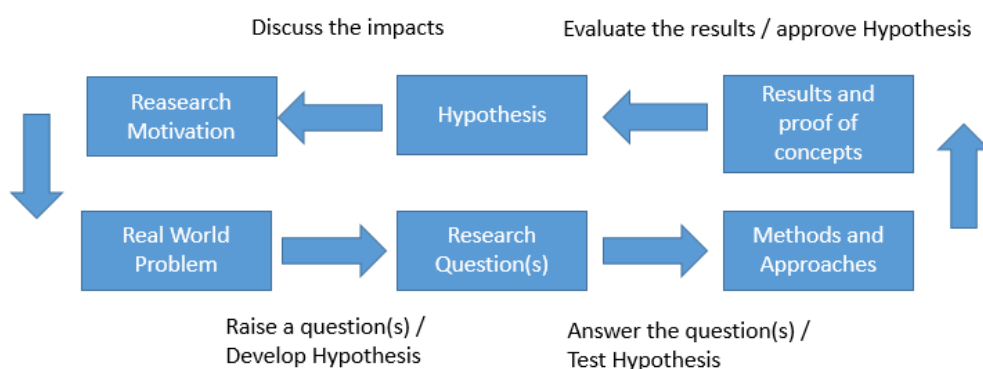 Discuss the impacts
Evaluate the results / approve Hypothesis
Reasearch
Motivation
Hypothesis
Results and
proof of
concepts
Real World
Problem
Research
Question(s)
Methods and
Approaches
Raise a question(s) /
Develop Hypothesis
Answer the question(s) /
Test Hypothesis